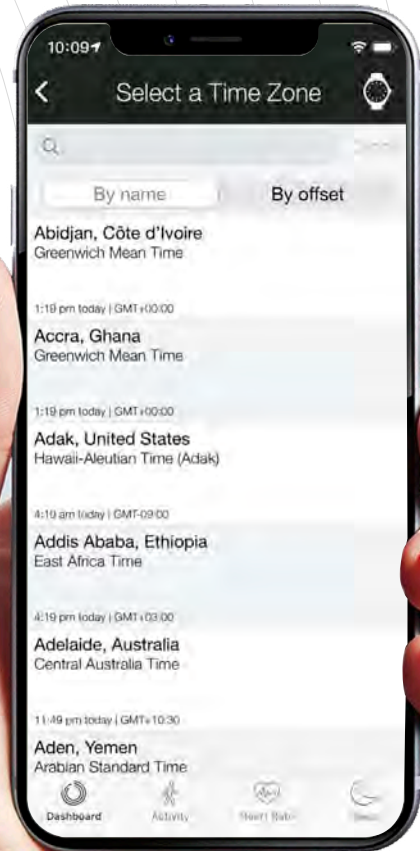 10:09
Select a Time Zone
By name
By offset
Abidjan, Côte d'Ivoire
Greenwich Mean Time
1:19 pm today | GMT+00:00
Accra, Ghana
Greenwich Mean Time
1:19 pm today | GMT+00:00
Adak, United States
Hawaii-Aleutian Time (Adak)
4:19 am today | GMT-09:00
Addis Ababa, Ethiopia
East Africa Time
4:19 pm today | GMT+03:00
Adelaide, Australia
Central Australia Time
11:49 pm today | GMT+10:30
Aden, Yemen
Arabian Standard Time
Dashboard
Activity
Heart Rate